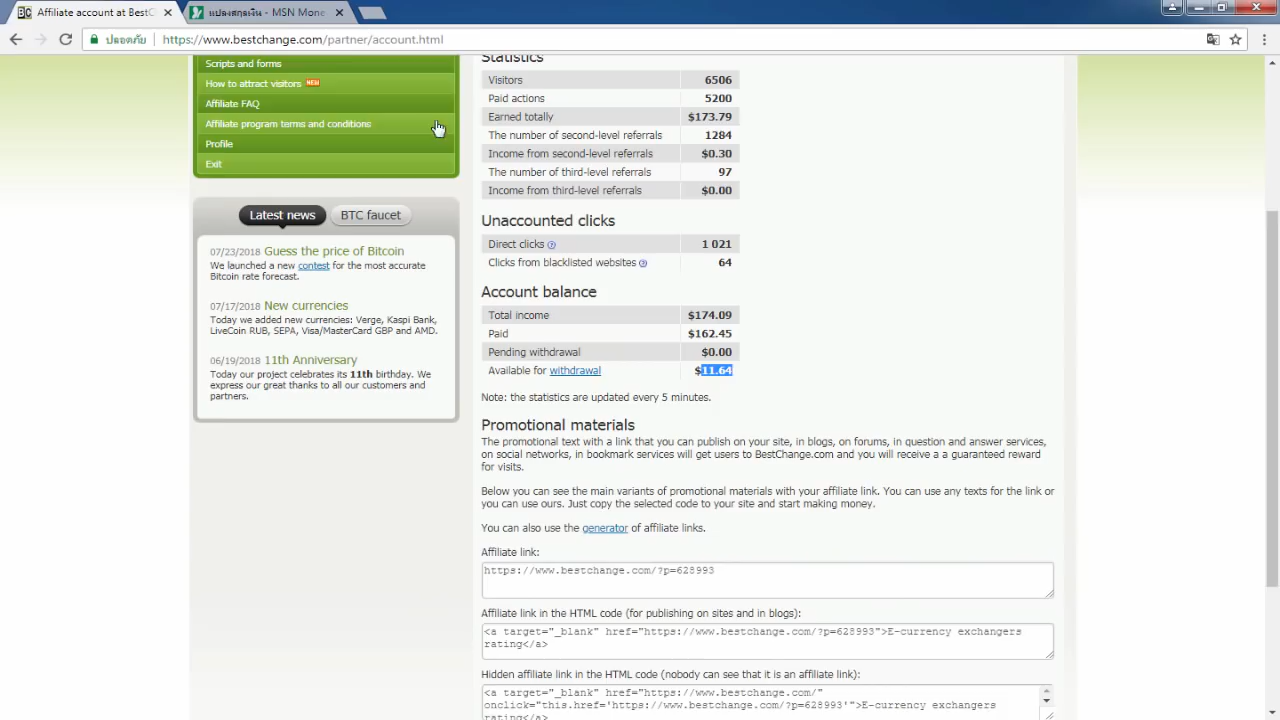 Affiliate account at BestC
แปลงสกุลเงิน - MSN Mone
ปลอดภัย
https://www.bestchange.com/partner/account.html
Scripts and forms
How to attract visitors NEW
Affiliate FAQ
Affiliate program terms and conditions
Profile
Exit
Latest news BTC faucet
07/23/2018 Guess the price of Bitcoin
We launched a new contest for the most accurate
Bitcoin rate forecast.
07/17/2018 New currencies
Today we added new currencies: Verge, Kaspi Bank,
LiveCoin RUB, SEPA, Visa/MasterCard GBP and AMD.
06/19/2018 11th Anniversary
Today our project celebrates its 11th birthday. We
express our great thanks to all our customers and
partners.
Statistics
Visitors 6506
Paid actions 5200
Earned totally $173.79
The number of second-level referrals 1284
Income from second-level referrals $0.30
The number of third-level referrals 97
Income from third-level referrals $0.00
Unaccounted clicks
Direct clicks 1 021
Clicks from blacklisted websites 64
Account balance
Total income $174.09
Paid $162.45
Pending withdrawal $0.00
Available for withdrawal $11.64
Note: the statistics are updated every 5 minutes.
Promotional materials
The promotional text with a link that you can publish on your site, in blogs, on forums, in question and answer services,
on social networks, in bookmark services will get users to BestChange.com and you will receive a a guaranteed reward
for visits.
Below you can see the main variants of promotional materials with your affiliate link. You can use any texts for the link or
you can use ours. Just copy the selected code to your site and start making money.
You can also use the generator of affiliate links.
Affiliate link:
https://www.bestchange.com/?p=628993
Affiliate link in the HTML code (for publishing on sites and in blogs):
<a target="_blank" href="https://www.bestchange.com/?p=628993">E-currency exchangers
rating</a>
Hidden affiliate link in the HTML code (nobody can see that it is an affiliate link):
<a target="_blank" href="https://www.bestchange.com/"
onclick="this.href='https://www.bestchange.com/?p=628993'">E-currency exchangers
rating</a>